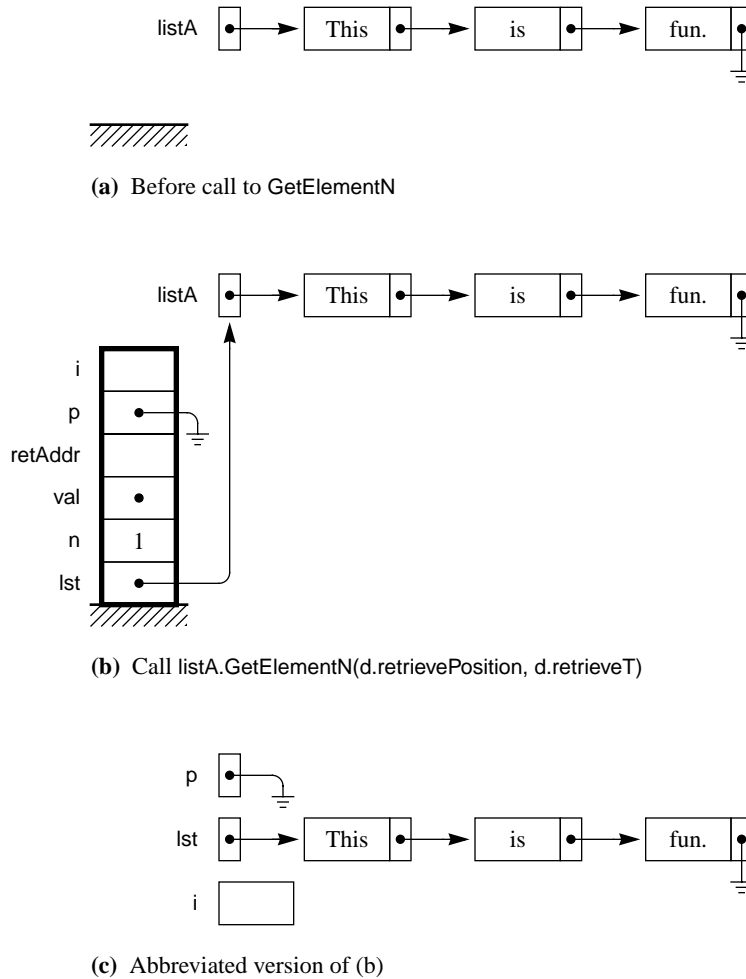 listA This is fun.
(a) Before call to GetElementN
listA This is fun.
i
p
retAddr
val
n 1
lst
(b) Call listA.GetElementN(d.retrievePosition, d.retrieveT)
p
lst This is fun.
i
(c) Abbreviated version of (b)